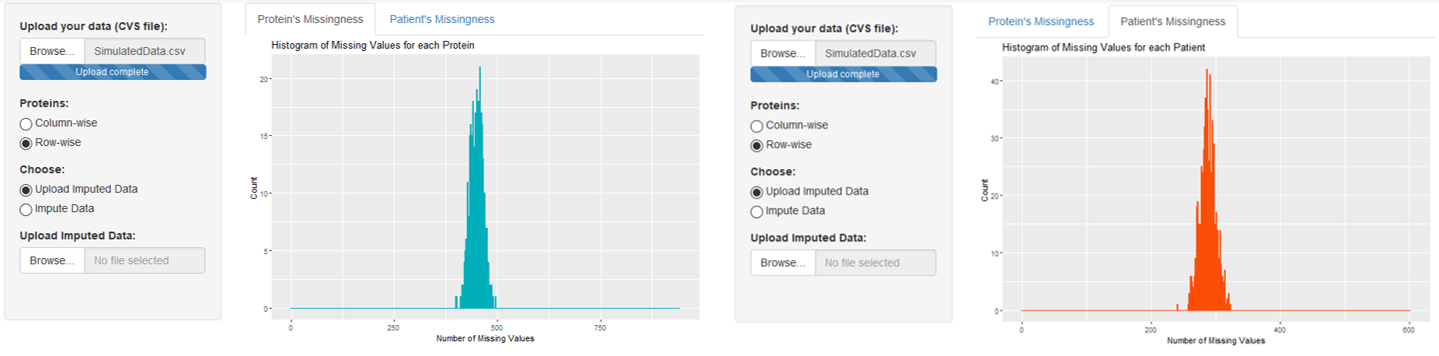 Upload your data (CVS file):
Browse... SimulatedData.csv
Upload complete
Proteins:
Column-wise
Row-wise
Choose:
Upload Imputed Data
Impute Data
Upload Imputed Data:
Browse... No file selected
Protein's Missingness Patient's Missingness
Histogram of Missing Values for each Protein
Count
20
15
10
5
0
0 250 500 750
Number of Missing Values
Upload your data (CVS file):
Browse... SimulatedData.csv
Upload complete
Proteins:
Column-wise
Row-wise
Choose:
Upload Imputed Data
Impute Data
Upload Imputed Data:
Browse... No file selected
Protein's Missingness Patient's Missingness
Histogram of Missing Values for each Patient
Count
40
30
20
10
0
0 200 400 600
Number of Missing Values